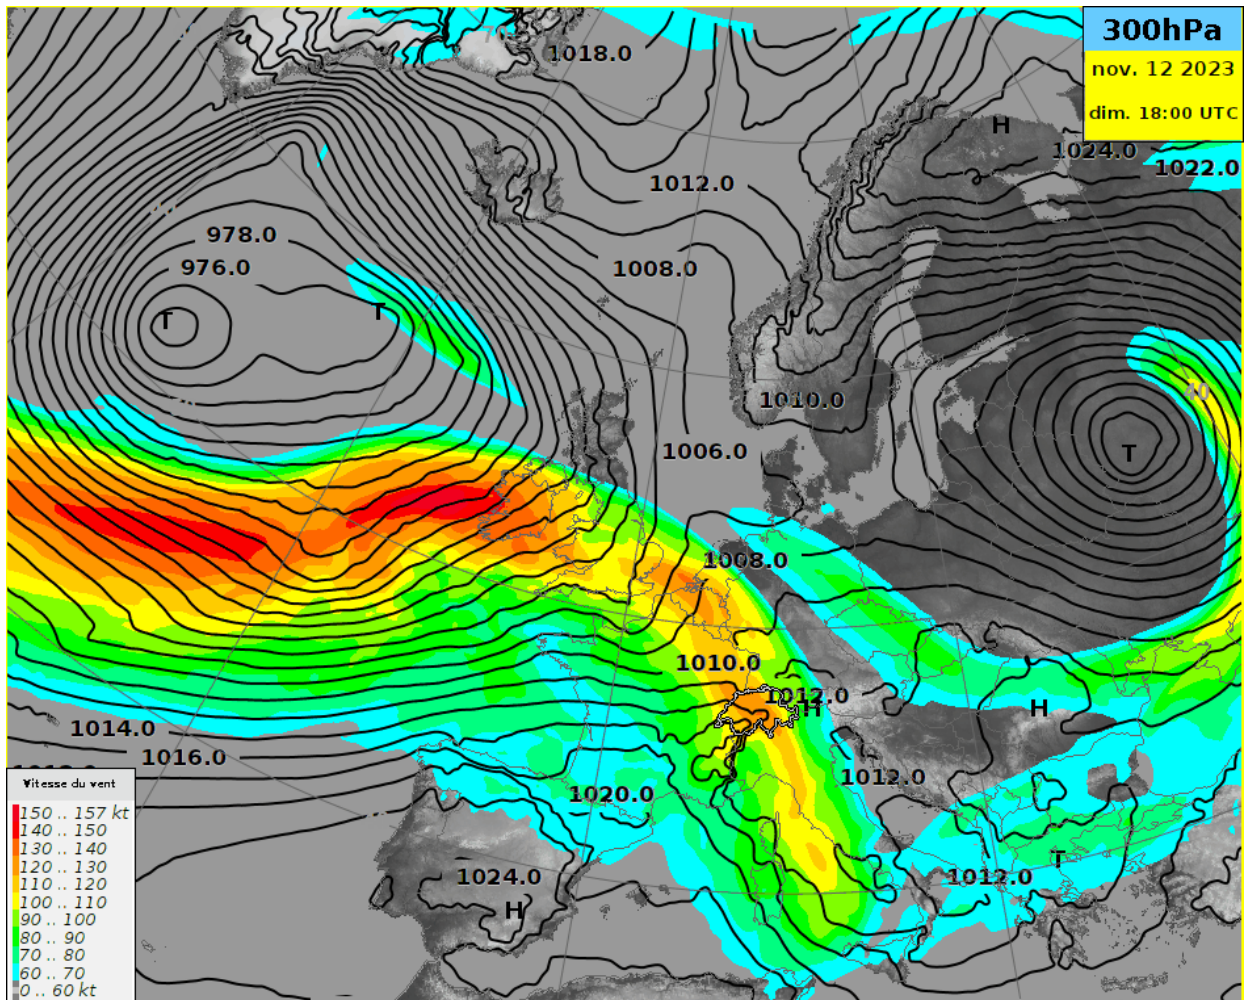 300hPa
nov. 12 2023
dim. 18:00 UTC
1018.0
H
1024.0
1022.0
1012.0
978.0
976.0
1008.0
T
T
1010.0
40
1006.0
T
1008.0
1010.0
1012.0
H
H
1014.0
1016.0
1012.0
1020.0
T
1024.0
1012.0
H
Vitesse du vent
150 .. 157 kt
140 .. 150
130 .. 140
120 .. 130
110 .. 120
100 .. 110
90 .. 100
80 .. 90
70 .. 80
60 .. 70
0 .. 60 kt